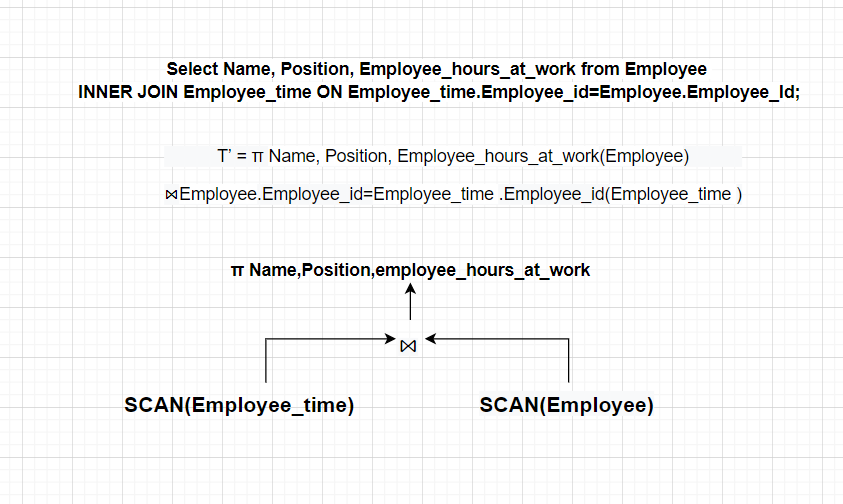 Select Name, Position, Employee_hours_at_work from Employee
INNER JOIN Employee_time ON Employee_time.Employee_id=Employee.Employee_Id;
T’ = π Name, Position, Employee_hours_at_work(Employee)
⋈Employee.Employee_id=Employee_time .Employee_id(Employee_time )
π Name,Position,employee_hours_at_work
⋈
SCAN(Employee_time) SCAN(Employee)